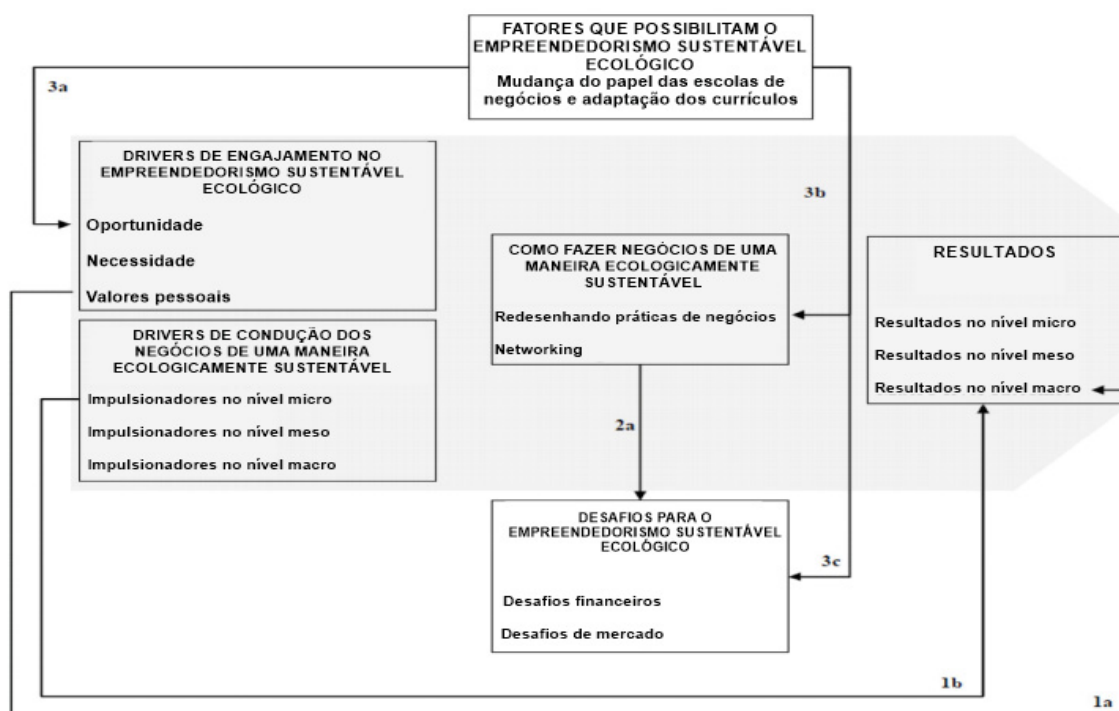 FATORES QUE POSSIBILITAM O
EMPREENDEDORISMO SUSTENTÁVEL
ECOLÓGICO
Mudança do papel das escolas de
negócios e adaptação dos currículos
3a
DRIVERS DE ENGAJAMENTO NO
EMPREENDEDORISMO SUSTENTÁVEL
ECOLÓGICO
Oportunidade
Necessidade
Valores pessoais
3b
COMO FAZER NEGÓCIOS DE UMA
MANEIRA ECOLOGICAMENTE
SUSTENTÁVEL
Redesenhando práticas de negócios
Networking
RESULTADOS
Resultados no nível micro
Resultados no nível meso
Resultados no nível macro
DRIVERS DE CONDUÇÃO DOS
NEGÓCIOS DE UMA MANEIRA
ECOLOGICAMENTE SUSTENTÁVEL
Impulsionadores no nível micro
Impulsionadores no nível meso
Impulsionadores no nível macro
2a
DESAFIOS PARA O
EMPREENDEDORISMO SUSTENTÁVEL
ECOLÓGICO
Desafios financeiros
Desafios de mercado
3c
1b
1a